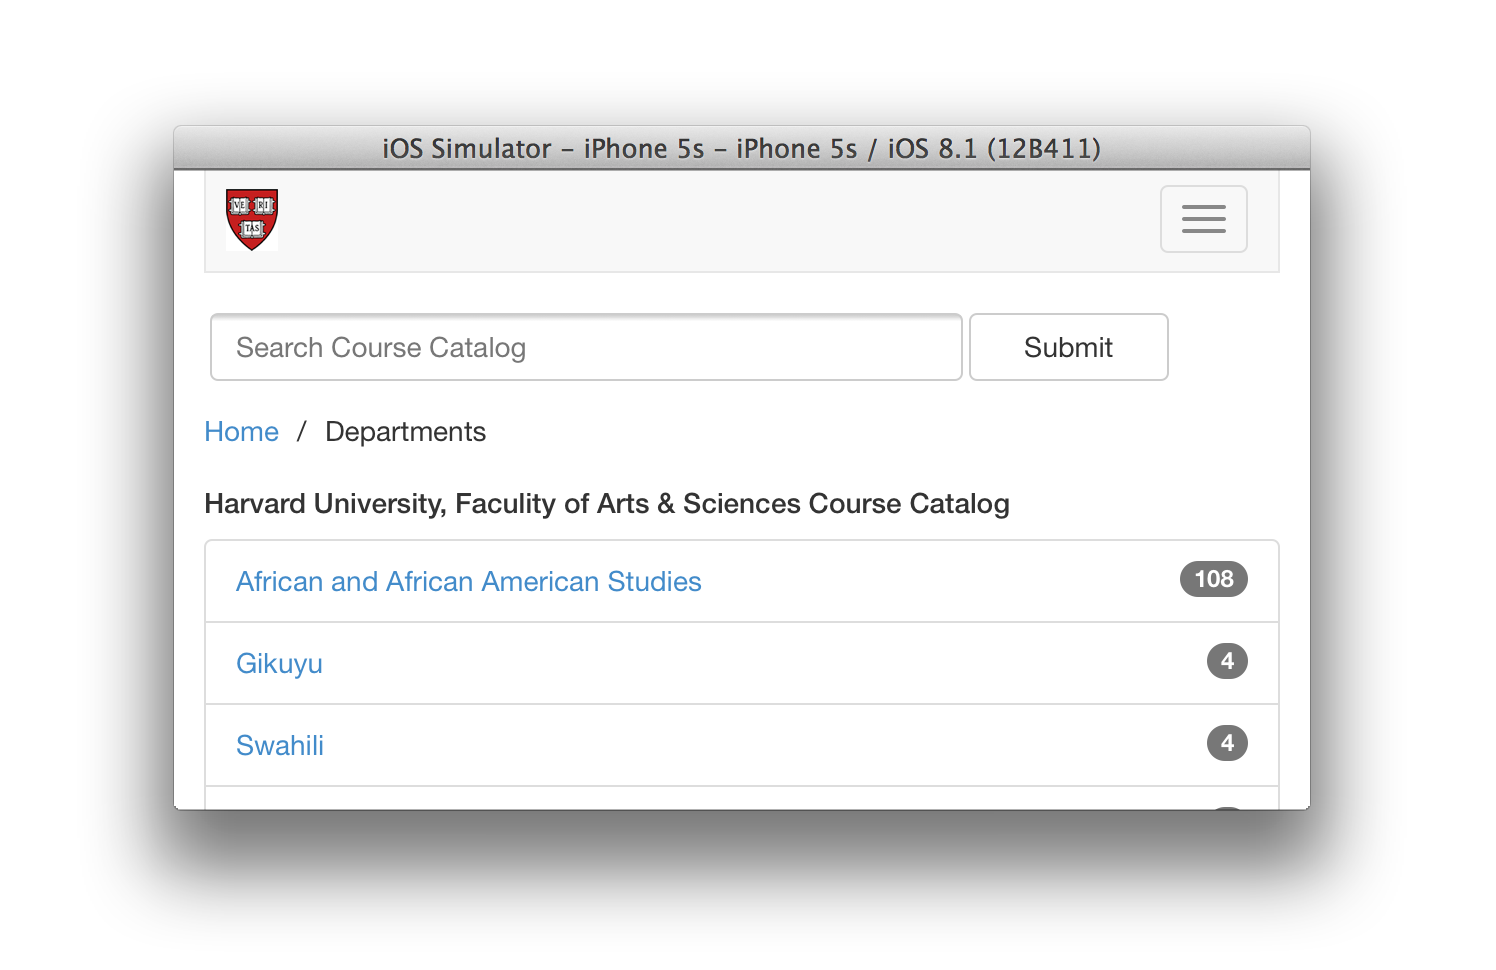 iOS Simulator – iPhone 5s – iPhone 5s / iOS 8.1 (12B411)
VE RI
TAS
Search Course Catalog Submit
Home / Departments
Harvard University, Faculity of Arts & Sciences Course Catalog
African and African American Studies 108
Gikuyu 4
Swahili 4